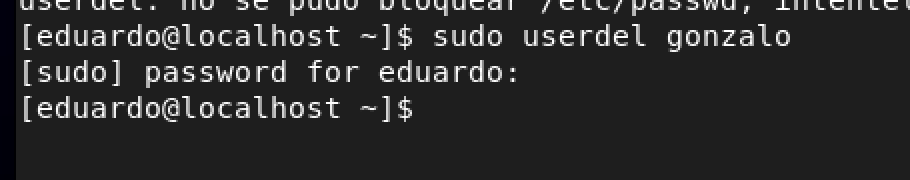 userdel: no se pudo bloquear /etc/passwd, intente
[eduardo@localhost ~]$ sudo userdel gonzalo
[sudo] password for eduardo:
[eduardo@localhost ~]$